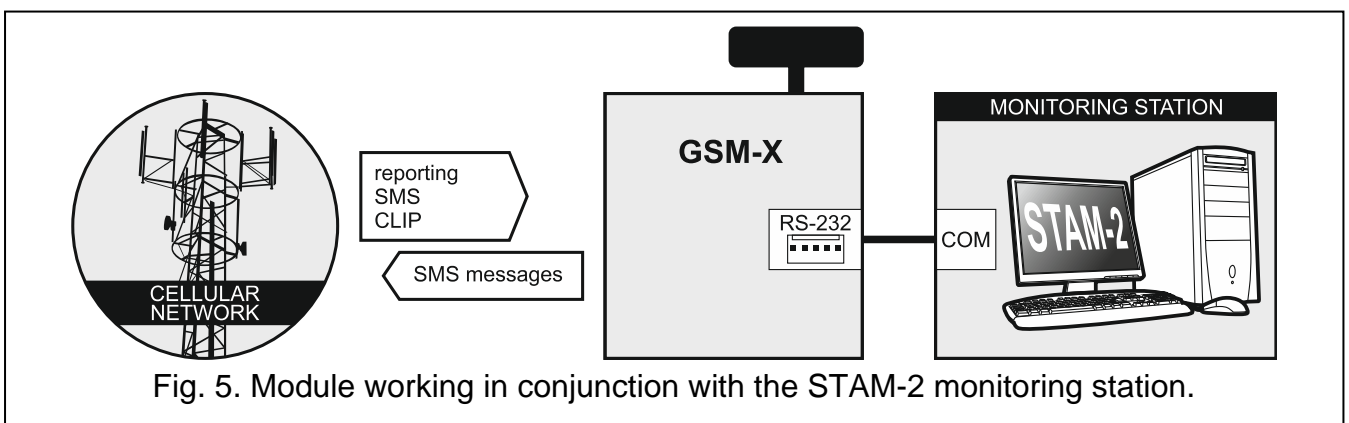 CELLULAR
NETWORK
reporting
SMS
CLIP
SMS messages
GSM-X
RS-232
COM
MONITORING STATION
STAM-2
Fig. 5. Module working in conjunction with the STAM-2 monitoring station.